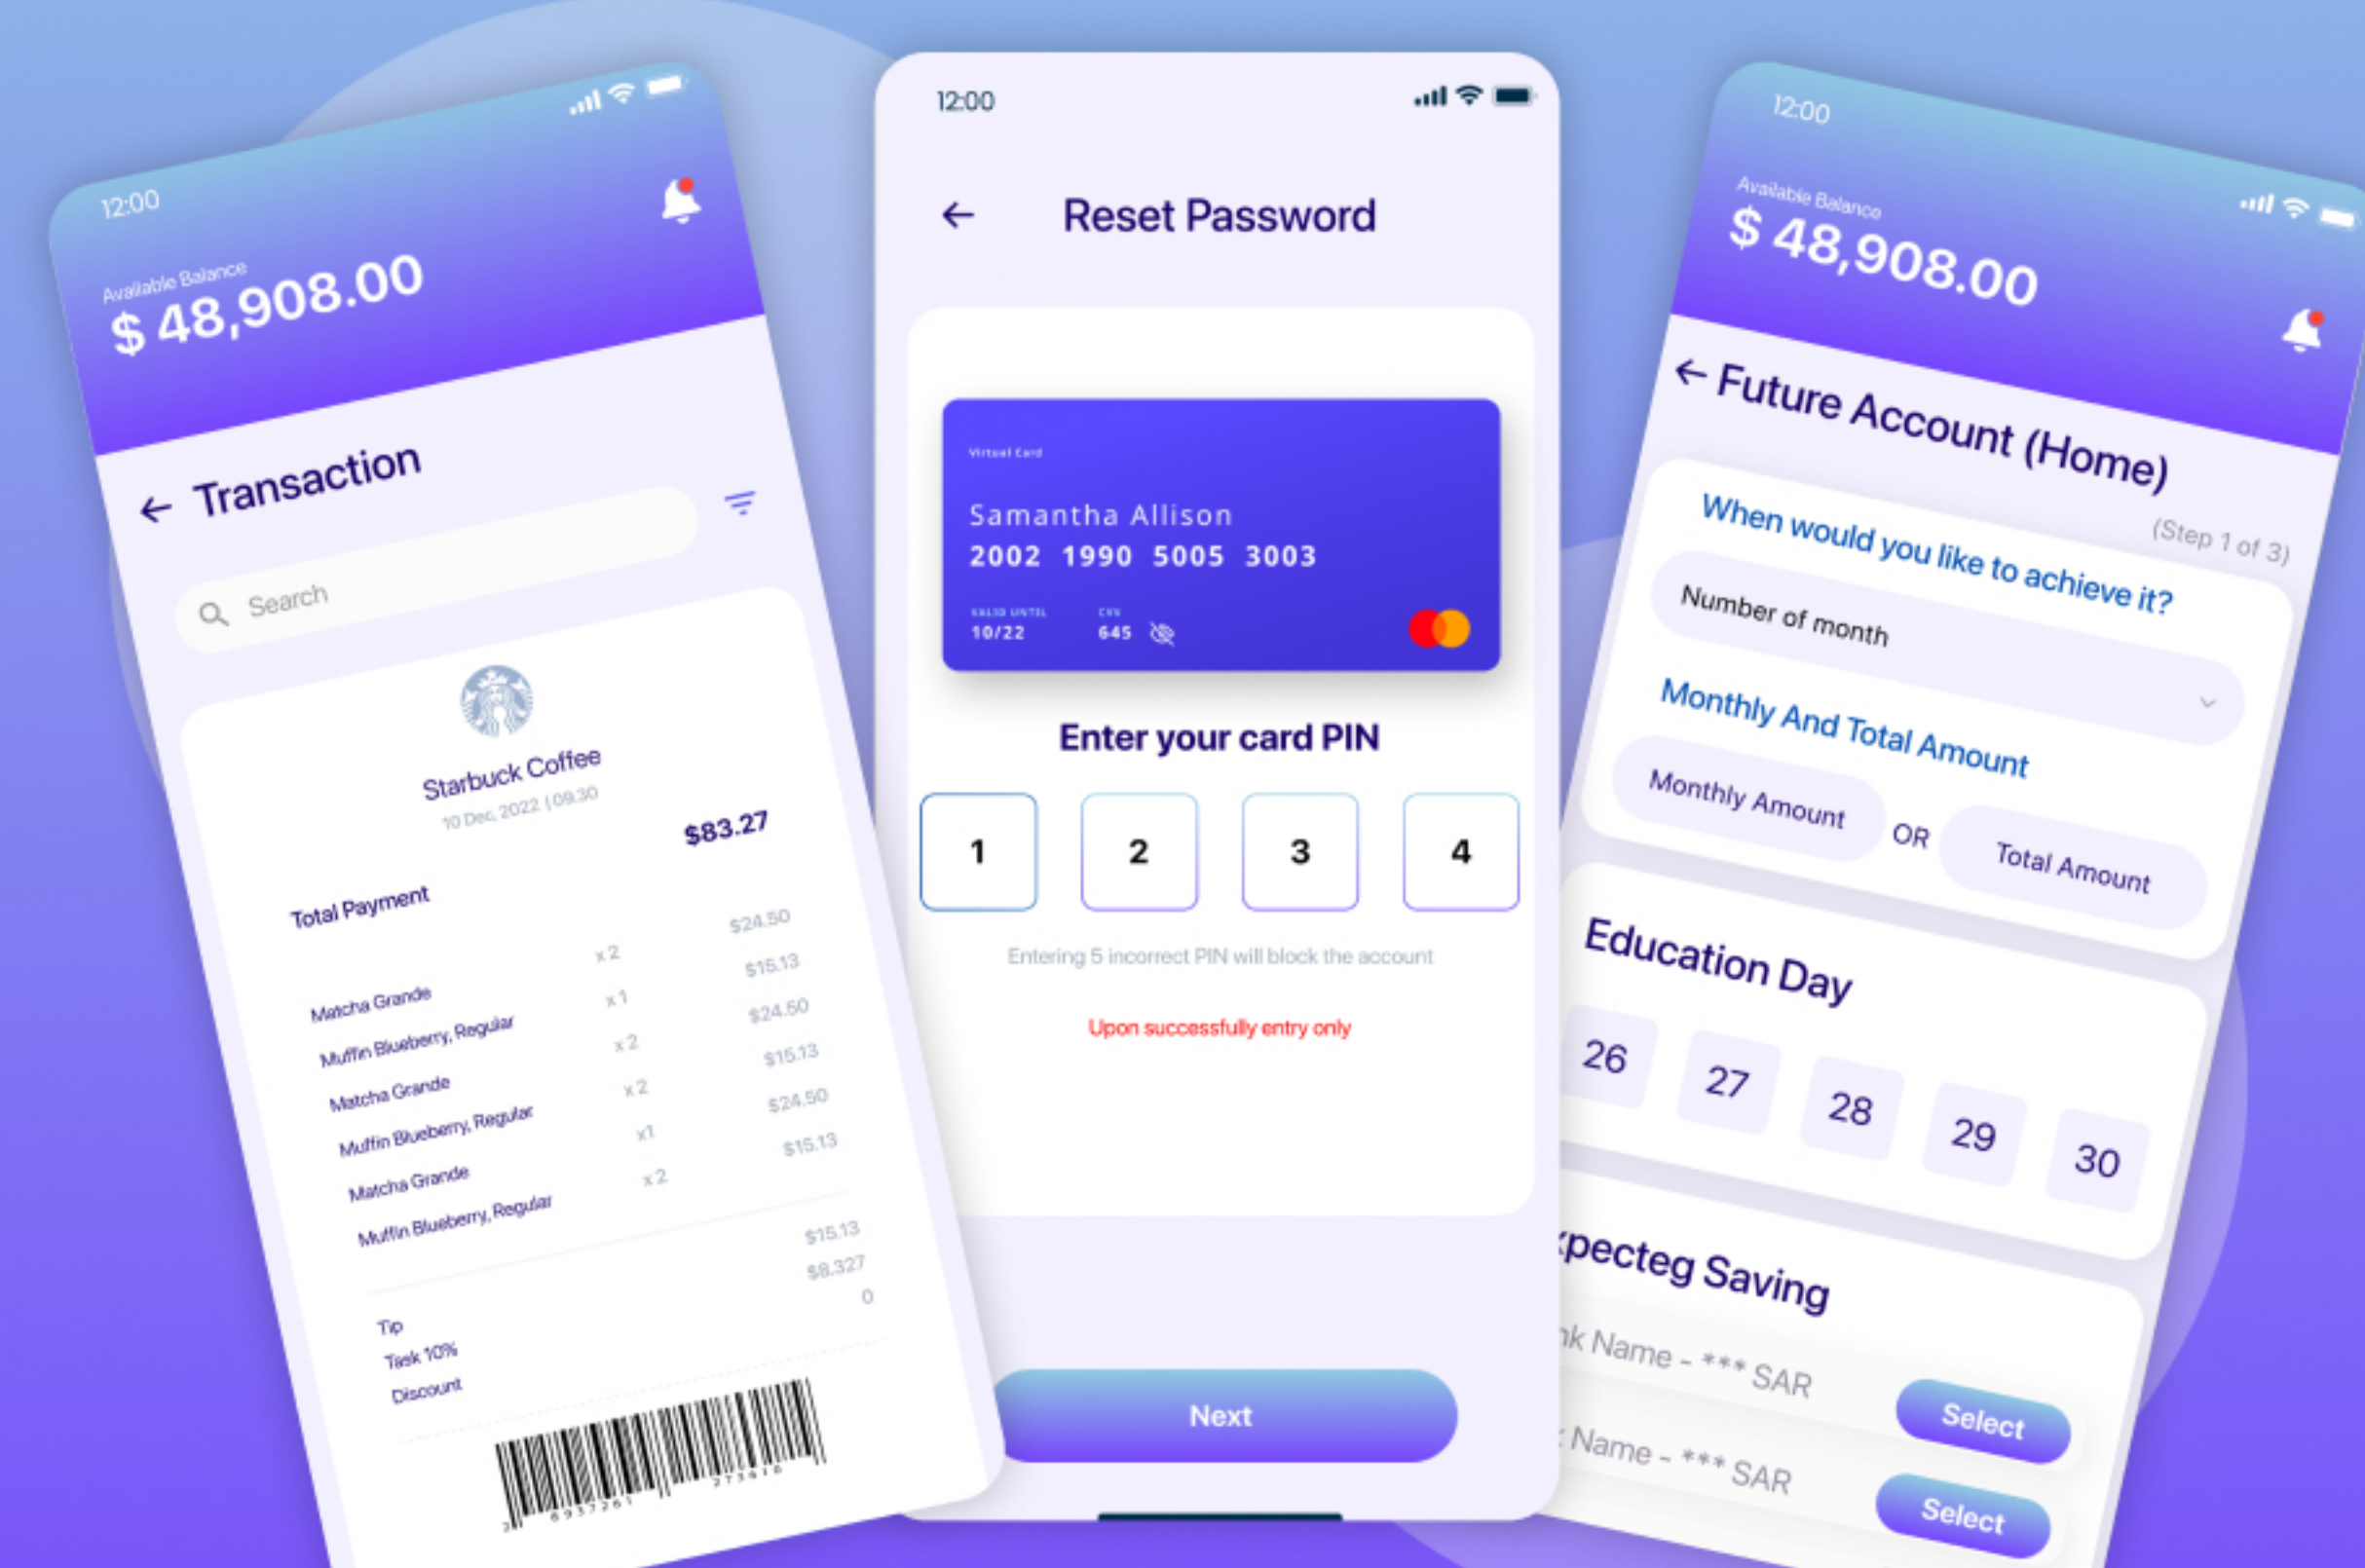 12:00
Available Balance
$ 48,908.00
Transaction
Search
Starbuck Coffee
10 Dec, 2022 | 09.30
Total Payment $83.27
Matcha Grande x 2 $24.50
Muffin Blueberry, Regular x 1 $15.13
Matcha Grande x 2 $24.50
Muffin Blueberry, Regular x 2 $15.13
Matcha Grande x1 $24.50
Muffin Blueberry, Regular x 2 $15.13
Tip $15.13
Task 10% $8.327
Discount 0
12:00
Reset Password
Virtual Card
Samantha Allison
2002 1990 5005 3003
VALID UNTIL CVV
10/22 645
Enter your card PIN
1 2 3 4
Entering 5 incorrect PIN will block the account
Upon successfully entry only
Next
12:00
Available Balance
$ 48,908.00
Future Account (Home)
(Step 1 of 3)
When would you like to achieve it?
Number of month
Monthly And Total Amount
Monthly Amount OR Total Amount
Education Day
26 27 28 29 30
xpecteg Saving
nk Name - *** SAR Select
Name - *** SAR Select